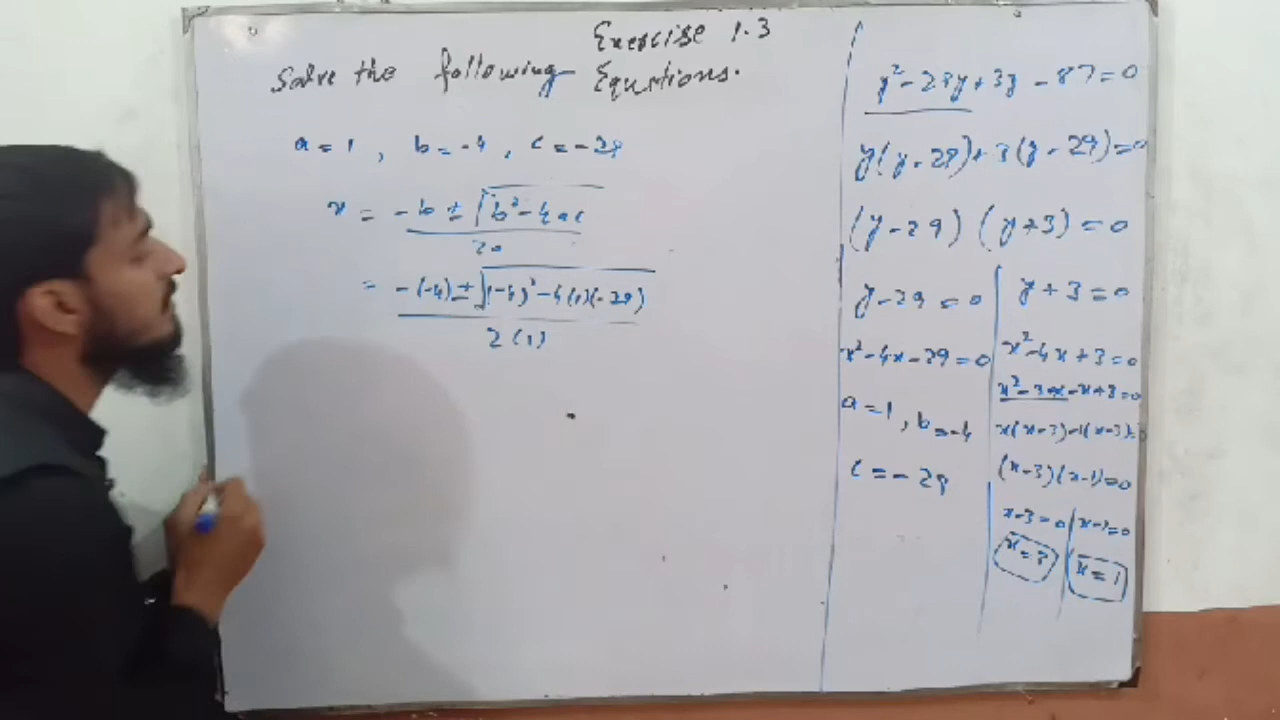 Exercise 1.3
Solve the following Equations.
a = 1 , b = -4 , c = -29
x = -b ± √b² - 4ac
2a
= -(-4) ± √(-4)² - 4(1)(-29)
2(1)
y² - 29y + 3y - 87 = 0
y(y - 29) + 3(y - 29) = 0
(y - 29) (y + 3) = 0
y - 29 = 0
x² - 4x - 29 = 0
a = 1 , b = -4
c = -29
y + 3 = 0
x² - 4x + 3 = 0
x² - 3x - x + 3 = 0
x(x - 3) - 1(x - 3) = 0
(x - 3)(x - 1) = 0
x - 3 = 0 x - 1 = 0
x = 3 x = 1